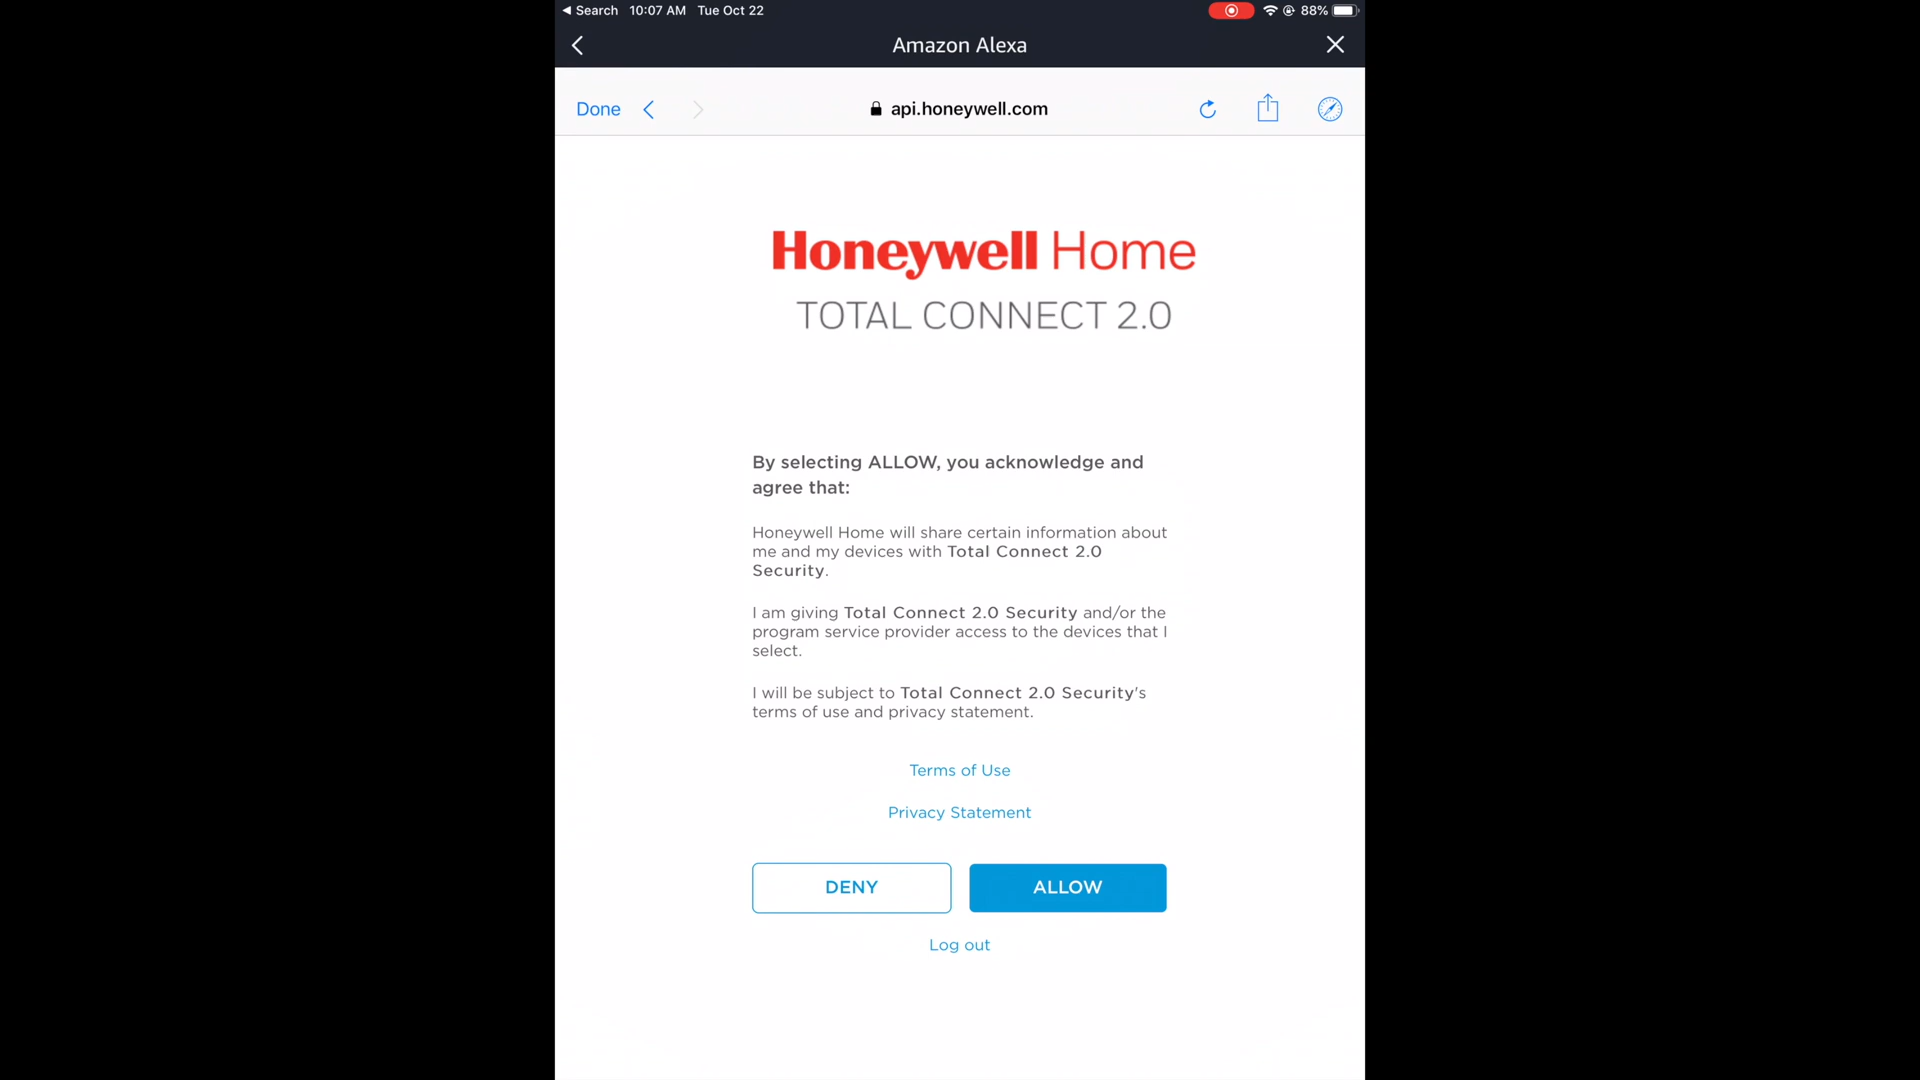 Search 10:07 AM Tue Oct 22 88%
Amazon Alexa
Done api.honeywell.com
Honeywell Home
TOTAL CONNECT 2.0
By selecting ALLOW, you acknowledge and
agree that:
Honeywell Home will share certain information about
me and my devices with Total Connect 2.0
Security.
I am giving Total Connect 2.0 Security and/or the
program service provider access to the devices that I
select.
I will be subject to Total Connect 2.0 Security's
terms of use and privacy statement.
Terms of Use
Privacy Statement
DENY ALLOW
Log out